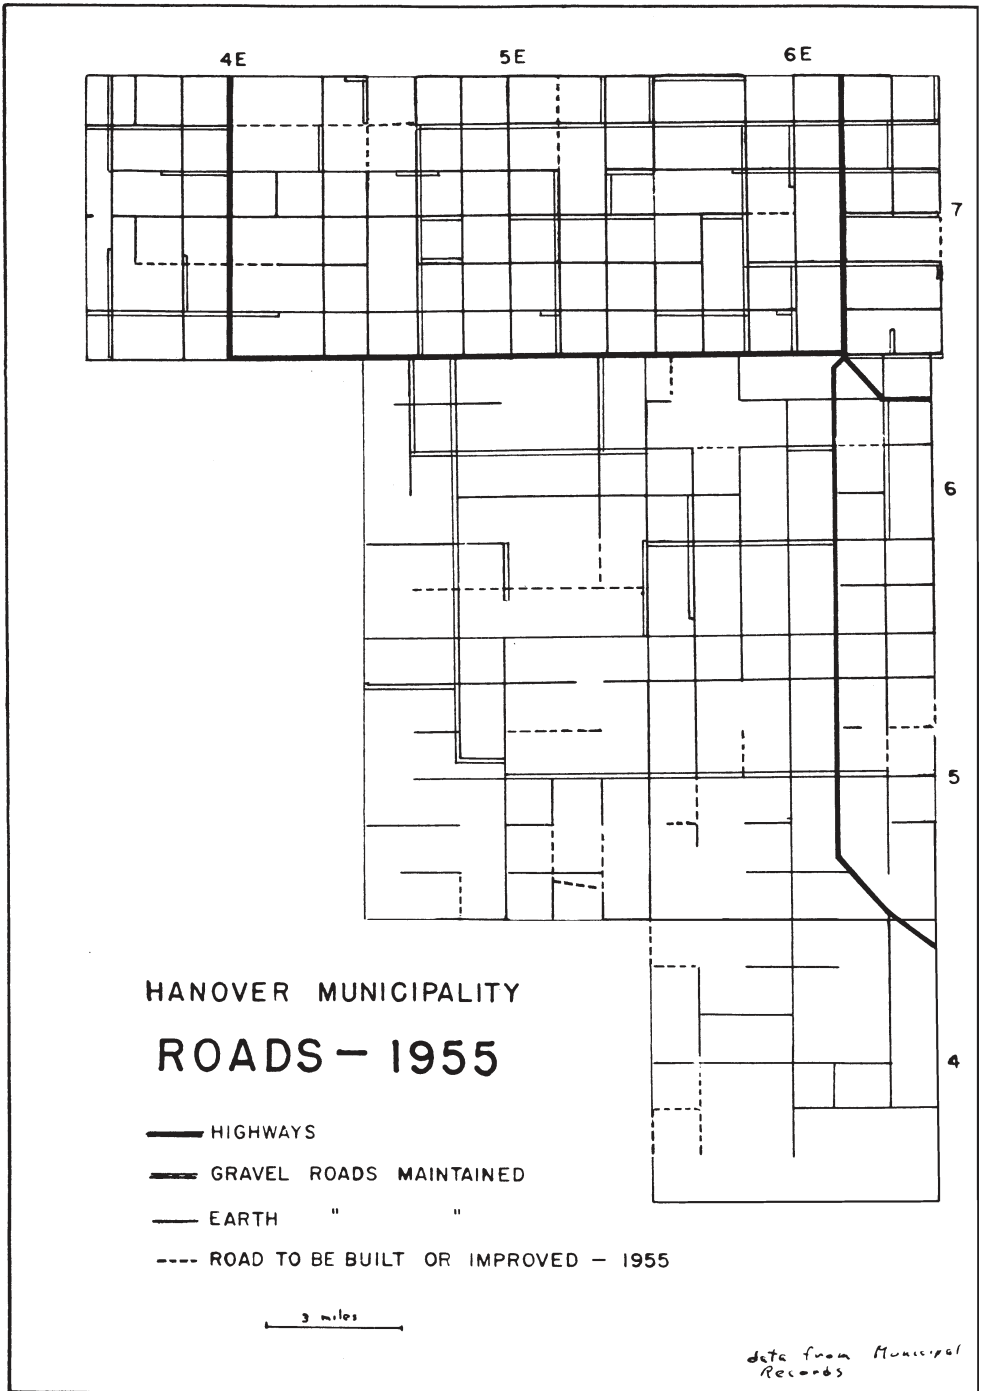 4E 5E 6E
7
6
5
4
HANOVER MUNICIPALITY
ROADS - 1955
HIGHWAYS
GRAVEL ROADS MAINTAINED
EARTH " "
ROAD TO BE BUILT OR IMPROVED - 1955
3 miles
data from Municipal
Records